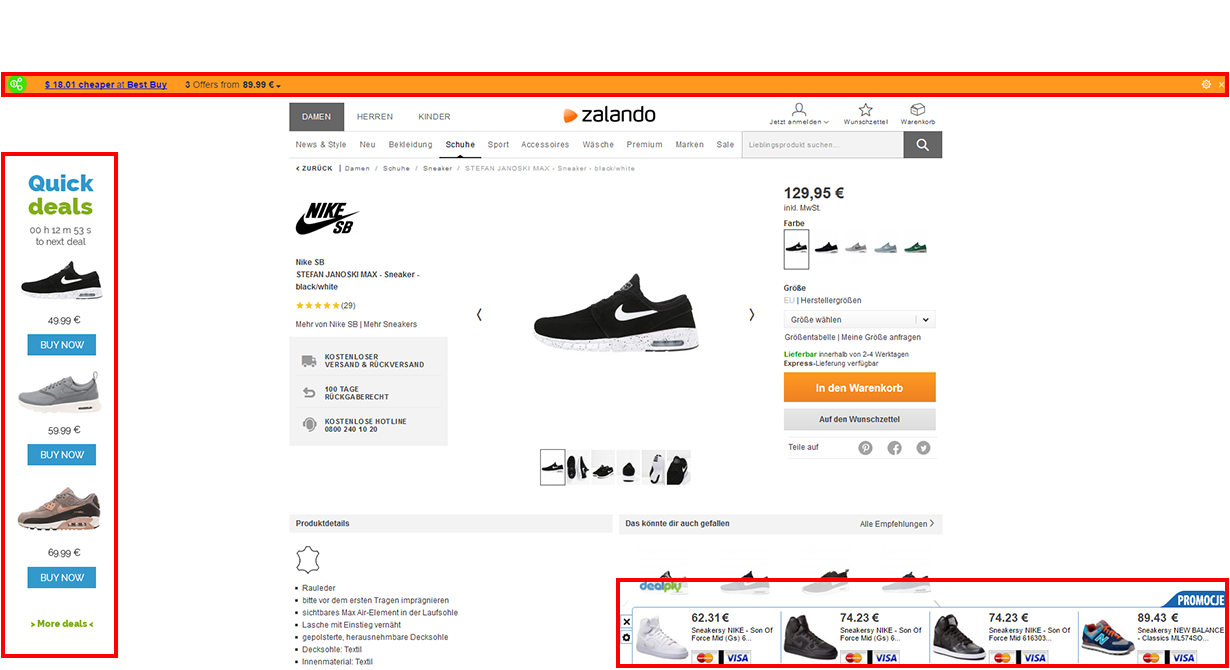 $ 18.01 cheaper at Best Buy 3 Offers from 89.99 €
DAMEN HERREN KINDER
zalando
Jetzt anmelden Wunschzettel Warenkorb
News & Style Neu Bekleidung Schuhe Sport Accessoires Wäsche Premium Marken Sale
Lieblingsprodukt suchen...
ZURÜCK | Damen / Schuhe / Sneaker / STEFAN JANOSKI MAX - Sneaker - black/white
Quick
deals
00 h 12 m 53 s
to next deal
49.99 €
BUY NOW
59.99 €
BUY NOW
69.99 €
BUY NOW
> More deals <
NIKE
SB
Nike SB
STEFAN JANOSKI MAX - Sneaker -
black/white
(29)
Mehr von Nike SB | Mehr Sneakers
KOSTENLOSER
VERSAND & RÜCKVERSAND
100 TAGE
RÜCKGABERECHT
KOSTENLOSE HOTLINE
0800 240 10 20
129,95 €
inkl. MwSt.
Farbe
Größe
EU | Herstellergrößen
Größe wählen
Größentabelle | Meine Größe anfragen
Lieferbar innerhalb von 2-4 Werktagen
Express-Lieferung verfügbar
In den Warenkorb
Auf den Wunschzettel
Teile auf
Produktdetails
Rauleder
bitte vor dem ersten Tragen imprägnieren
sichtbares Max Air-Element in der Laufsohle
Lasche mit Einstieg vernäht
gepolsterte, herausnehmbare Decksohle
Decksohle: Textil
Innenmaterial: Textil
Das könnte dir auch gefallen
Alle Empfehlungen
dealply
PROMOCJE
62.31 €
Sneakersy NIKE - Son Of
Force Mid (Gs) 6...
MasterCard VISA
74.23 €
Sneakersy NIKE - Son Of
Force Mid (Gs) 6...
MasterCard VISA
74.23 €
Sneakersy NIKE - Son Of
Force Mid 616303...
MasterCard VISA
89.43 €
Sneakersy NEW BALANCE
- Classics ML574SO...
MasterCard VISA